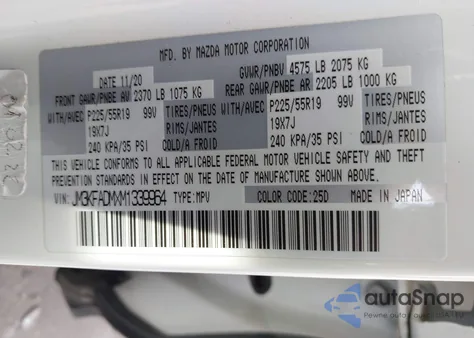 MFD. BY MAZDA MOTOR CORPORATION
DATE 11/20
GVWR/PNBV 4575 LB 2075 KG
FRONT GAWR/PNBE AV 2370 LB 1075 KG
REAR GAWR/PNBE AR 2205 LB 1000 KG
WITH/AVEC P225/55R19 99V TIRES/PNEUS
19X7J RIMS/JANTES
240 KPA/35 PSI COLD/A FROID
WITH/AVEC P225/55R19 99V TIRES/PNEUS
19X7J RIMS/JANTES
240 KPA/35 PSI COLD/A FROID
THIS VEHICLE CONFORMS TO ALL APPLICABLE FEDERAL MOTOR VEHICLE SAFETY AND THEFT
PREVENTION STANDARDS IN EFFECT ON THE DATE OF MANUFACTURE SHOWN ABOVE.
VIN: JM3KFADMXM1339964 TYPE:MPV
COLOR CODE:25D
MADE IN JAPAN
autoSnap